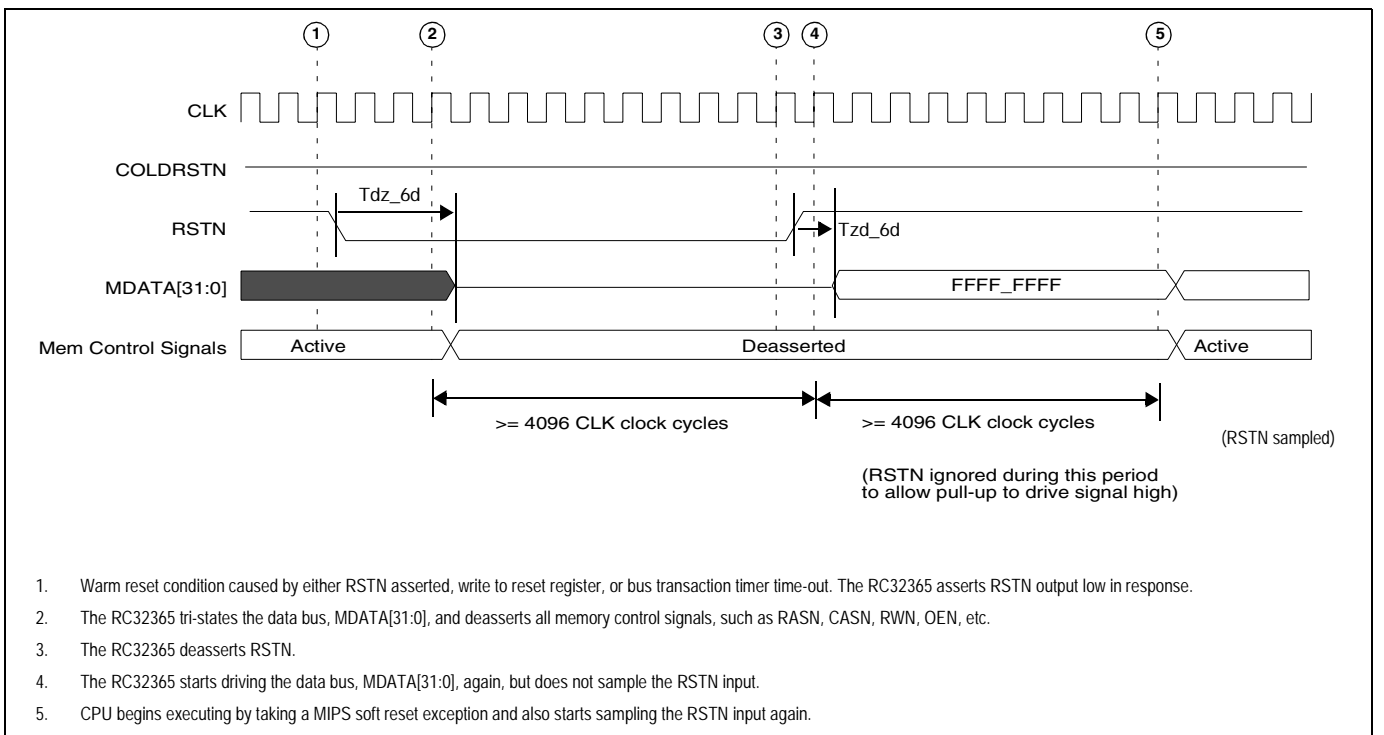 1 2 3 4 5
CLK
COLDRSTN
Tdz_6d
RSTN
Tzd_6d
MDATA[31:0]
FFFF_FFFF
Mem Control Signals
Active
Deasserted
Active
>= 4096 CLK clock cycles
>= 4096 CLK clock cycles
(RSTN sampled)
(RSTN ignored during this period
to allow pull-up to drive signal high)
1. Warm reset condition caused by either RSTN asserted, write to reset register, or bus transaction timer time-out. The RC32365 asserts RSTN output low in response.
2. The RC32365 tri-states the data bus, MDATA[31:0], and deasserts all memory control signals, such as RASN, CASN, RWN, OEN, etc.
3. The RC32365 deasserts RSTN.
4. The RC32365 starts driving the data bus, MDATA[31:0], again, but does not sample the RSTN input.
5. CPU begins executing by taking a MIPS soft reset exception and also starts sampling the RSTN input again.